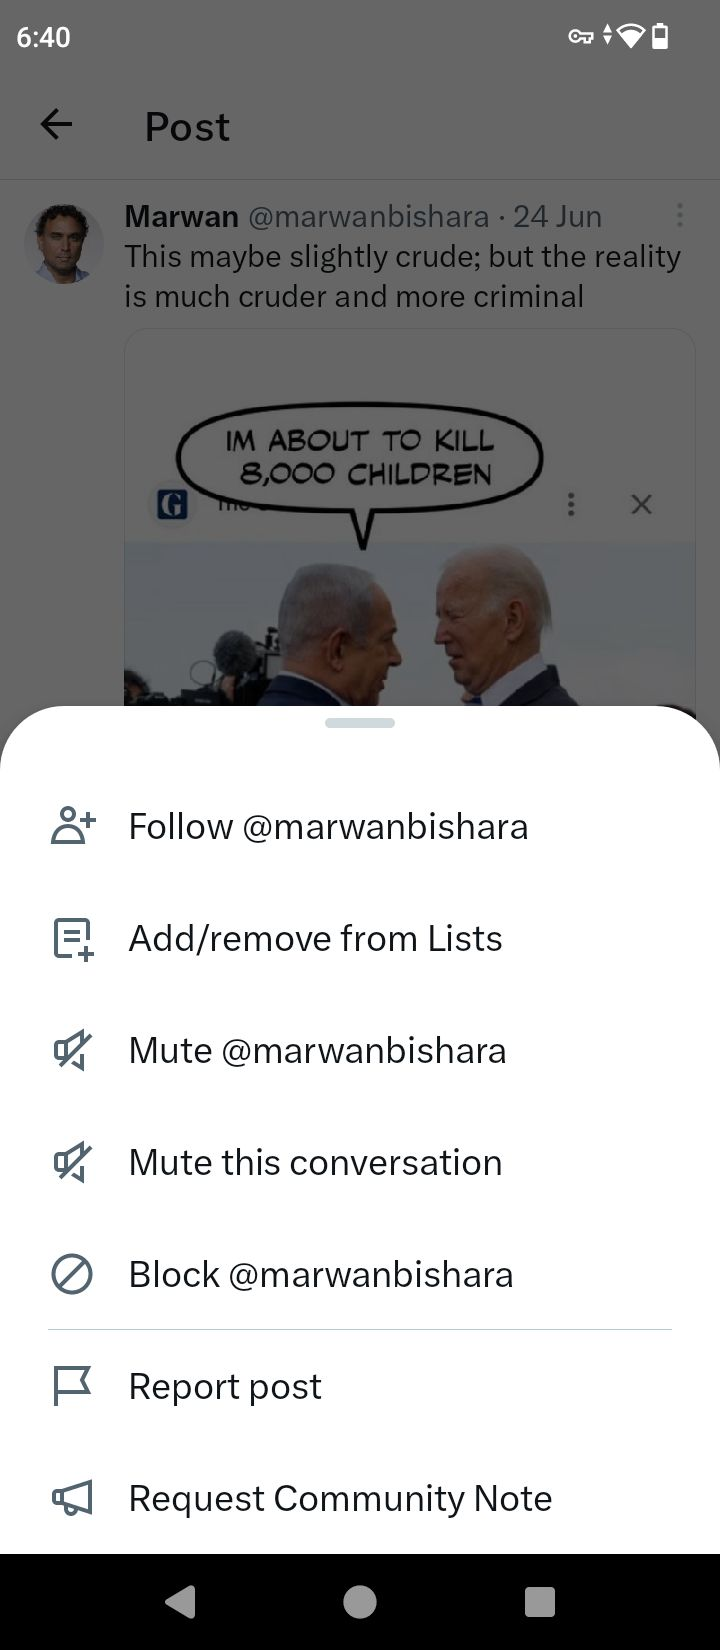 6:40
Post
Marwan @marwanbishara · 24 Jun
This maybe slightly crude; but the reality
is much cruder and more criminal
IM ABOUT TO KILL
8,000 CHILDREN
G
Follow @marwanbishara
Add/remove from Lists
Mute @marwanbishara
Mute this conversation
Block @marwanbishara
Report post
Request Community Note